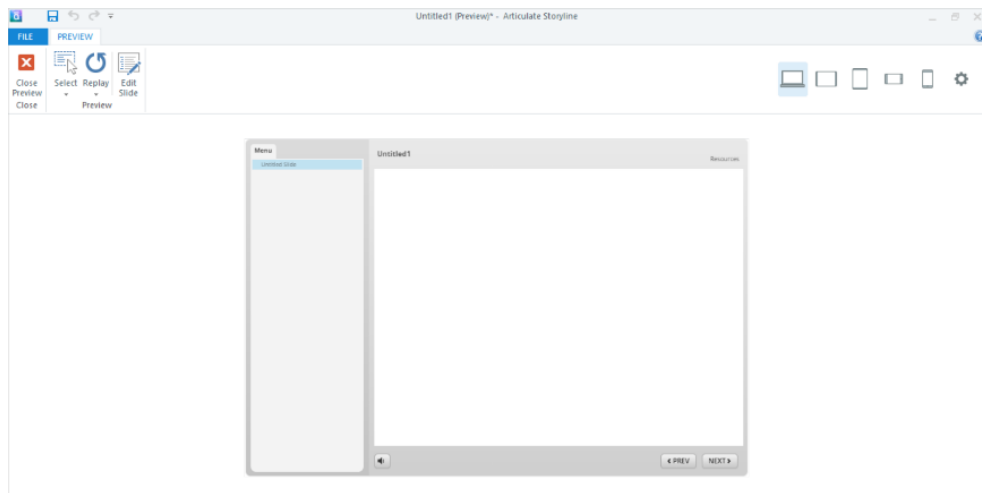 Untitled1 (Preview)* - Articulate Storyline
FILE
PREVIEW
Close Preview
Select
Replay
Edit Slide
Close
Preview
Menu
Untitled Slide
Untitled1
Resources
PREV
NEXT